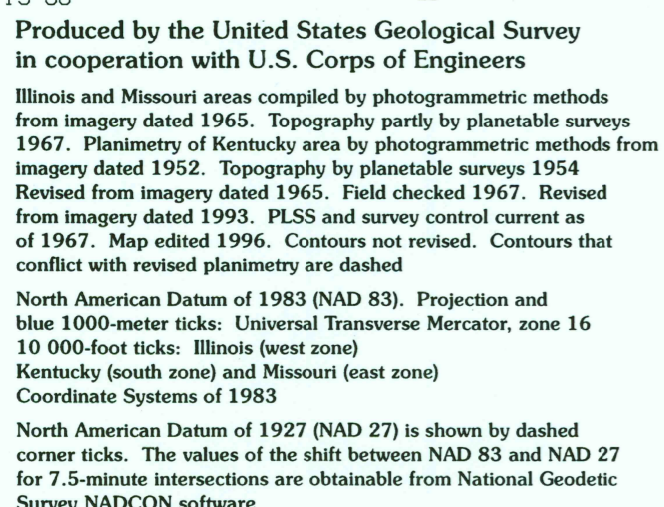 Produced by the United States Geological Survey
in cooperation with U.S. Corps of Engineers
Illinois and Missouri areas compiled by photogrammetric methods
from imagery dated 1965. Topography partly by planetable surveys
1967. Planimetry of Kentucky area by photogrammetric methods from
imagery dated 1952. Topography by planetable surveys 1954
Revised from imagery dated 1965. Field checked 1967. Revised
from imagery dated 1993. PLSS and survey control current as
of 1967. Map edited 1996. Contours not revised. Contours that
conflict with revised planimetry are dashed
North American Datum of 1983 (NAD 83). Projection and
blue 1000-meter ticks: Universal Transverse Mercator, zone 16
10 000-foot ticks: Illinois (west zone)
Kentucky (south zone) and Missouri (east zone)
Coordinate Systems of 1983
North American Datum of 1927 (NAD 27) is shown by dashed
corner ticks. The values of the shift between NAD 83 and NAD 27
for 7.5-minute intersections are obtainable from National Geodetic
Survey NADCON software